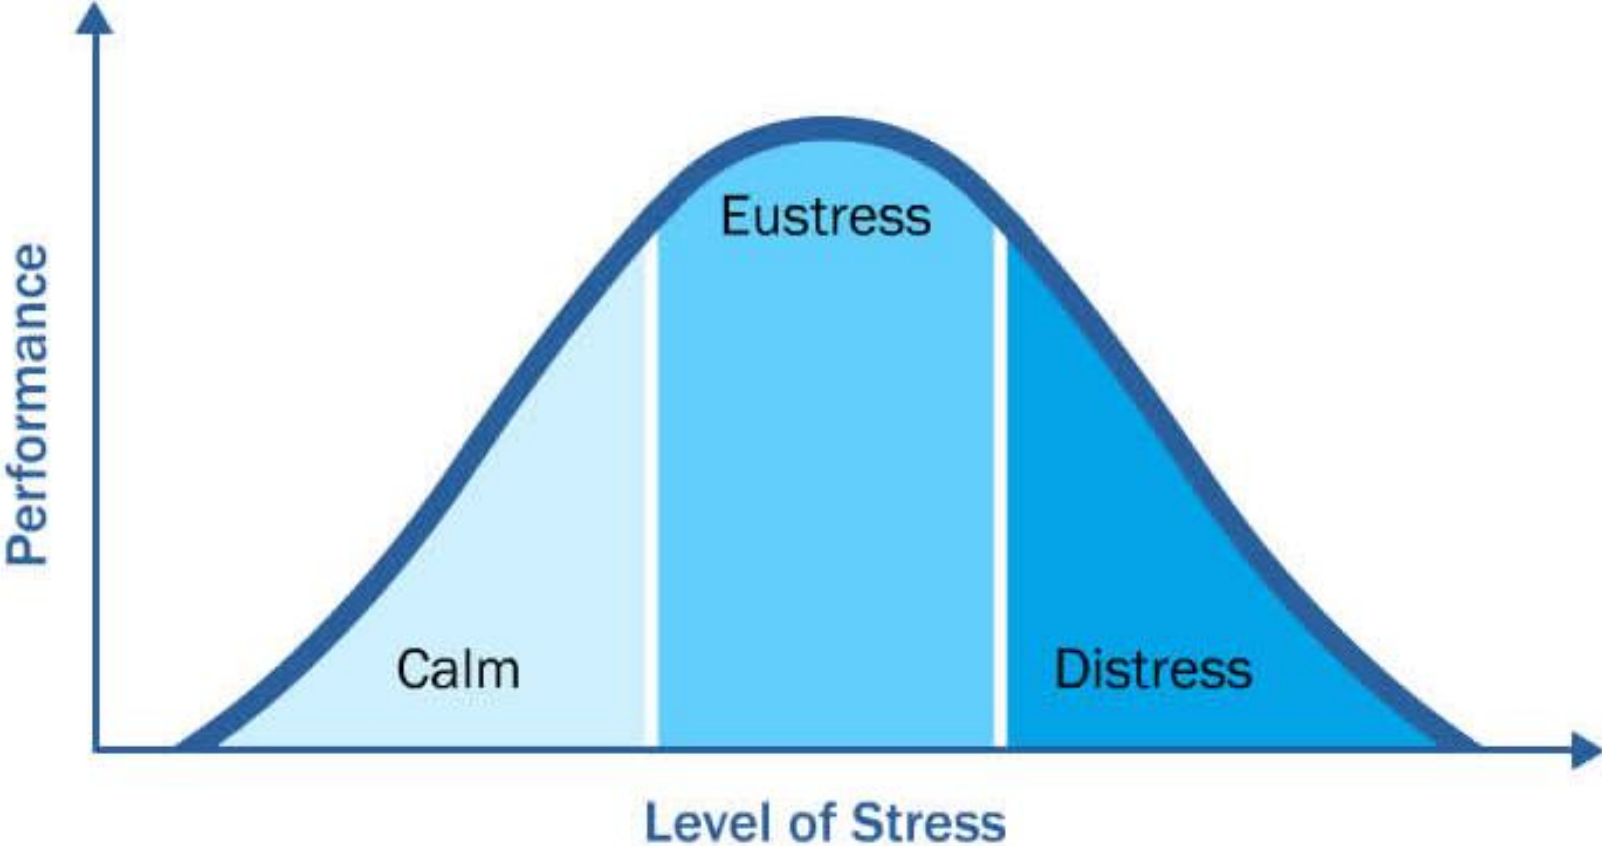 Performance
Eustress
Calm
Distress
Level of Stress